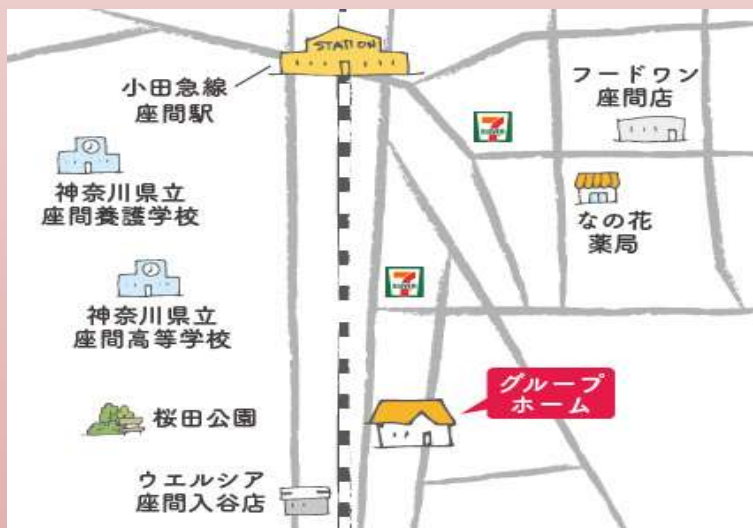 STATION
小田急線
座間駅
フードワン
座間店
7
神奈川県立
座間養護学校
なの花
薬局
神奈川県立
座間高等学校
7
グループ
ホーム
桜田公園
ウエルシア
座間入谷店